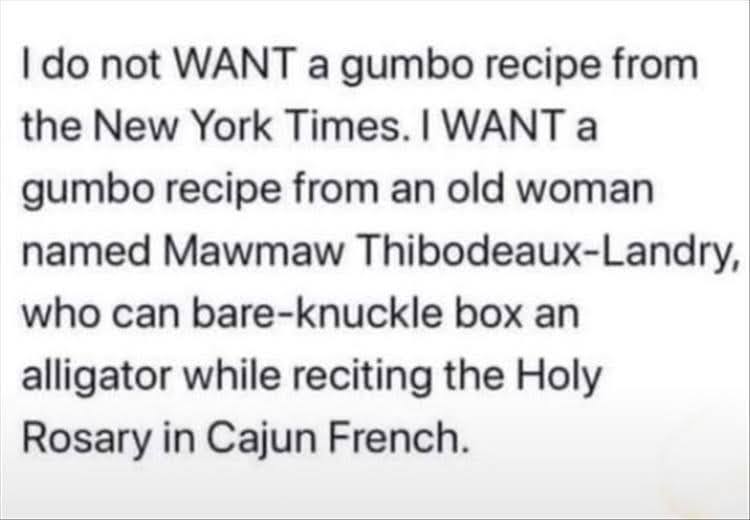 I do not WANT a gumbo recipe from
the New York Times. I WANT a
gumbo recipe from an old woman
named Mawmaw Thibodeaux-Landry,
who can bare-knuckle box an
alligator while reciting the Holy
Rosary in Cajun French.